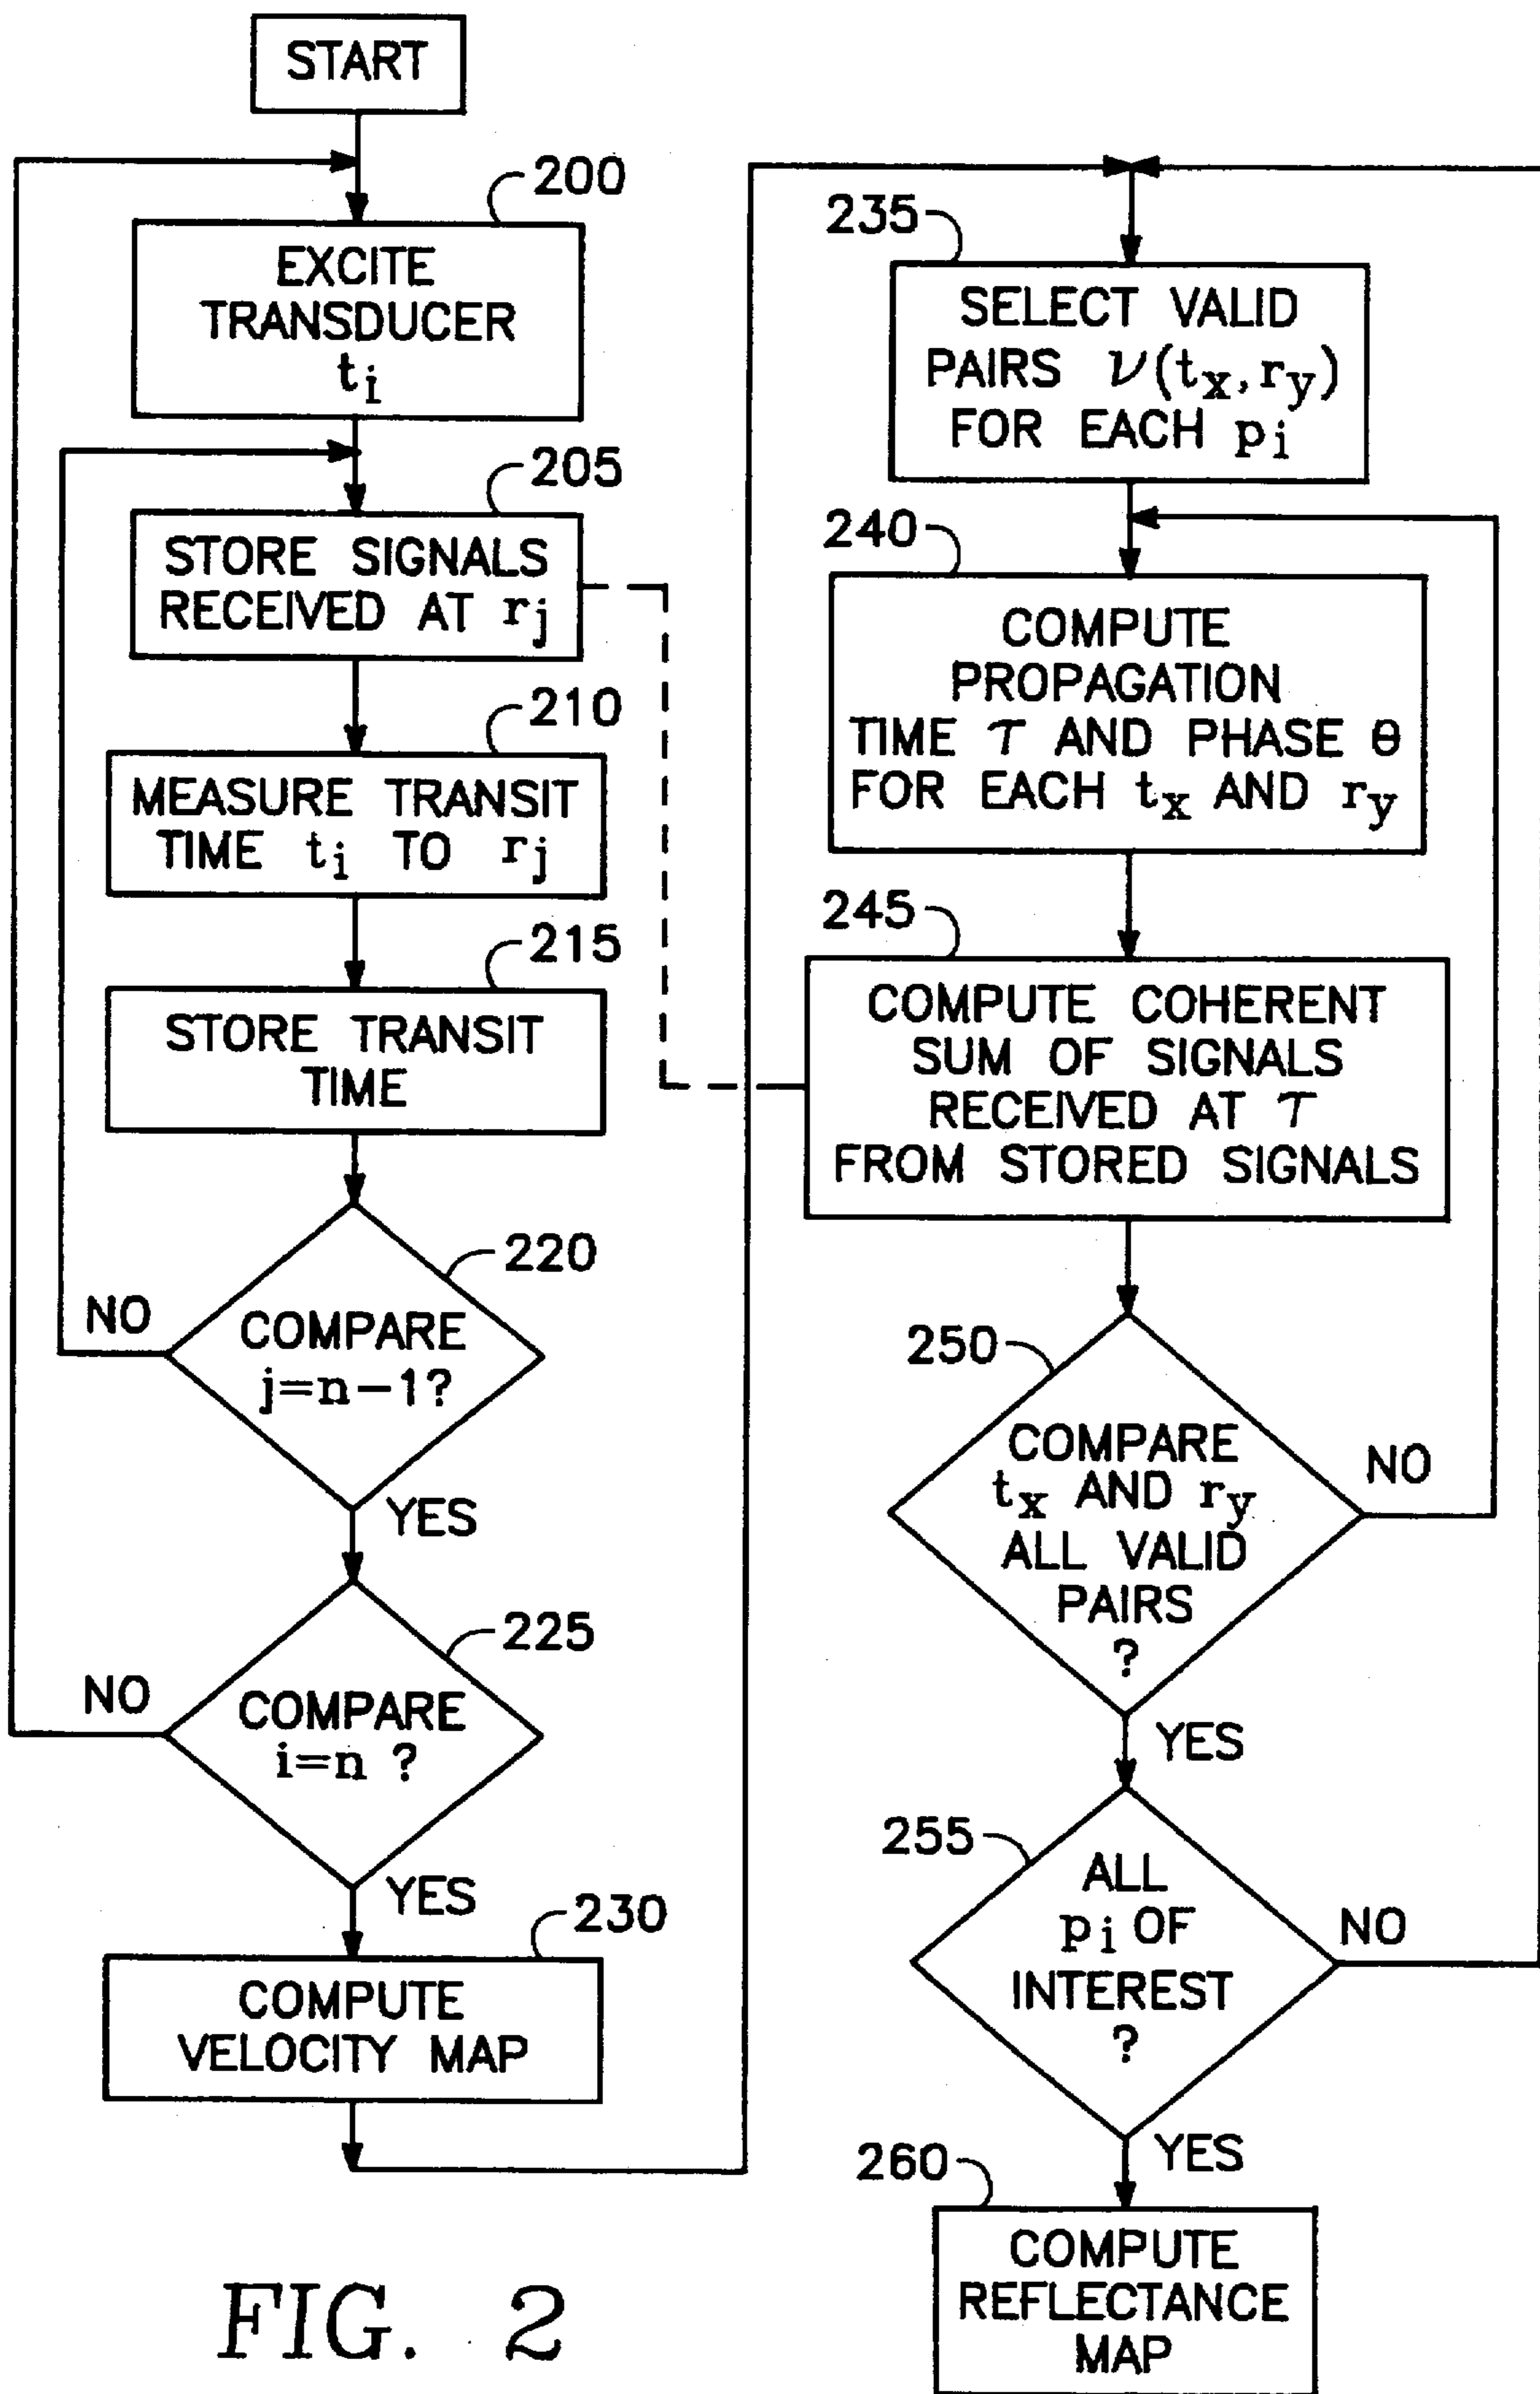 START
200
EXCITE
TRANSDUCER
tᵢ
205
STORE SIGNALS
RECEIVED AT rⱼ
210
MEASURE TRANSIT
TIME tᵢ TO rⱼ
215
STORE TRANSIT
TIME
220
COMPARE
j=n-1?
NO
YES
225
COMPARE
i=n ?
NO
YES
230
COMPUTE
VELOCITY MAP
235
SELECT VALID
PAIRS ν(tₓ,r_y)
FOR EACH pᵢ
240
COMPUTE
PROPAGATION
TIME τ AND PHASE θ
FOR EACH tₓ AND r_y
245
COMPUTE COHERENT
SUM OF SIGNALS
RECEIVED AT τ
FROM STORED SIGNALS
250
COMPARE
tₓ AND r_y
ALL VALID
PAIRS
?
NO
YES
255
ALL
pᵢ OF
INTEREST
?
NO
YES
260
COMPUTE
REFLECTANCE
MAP
FIG. 2